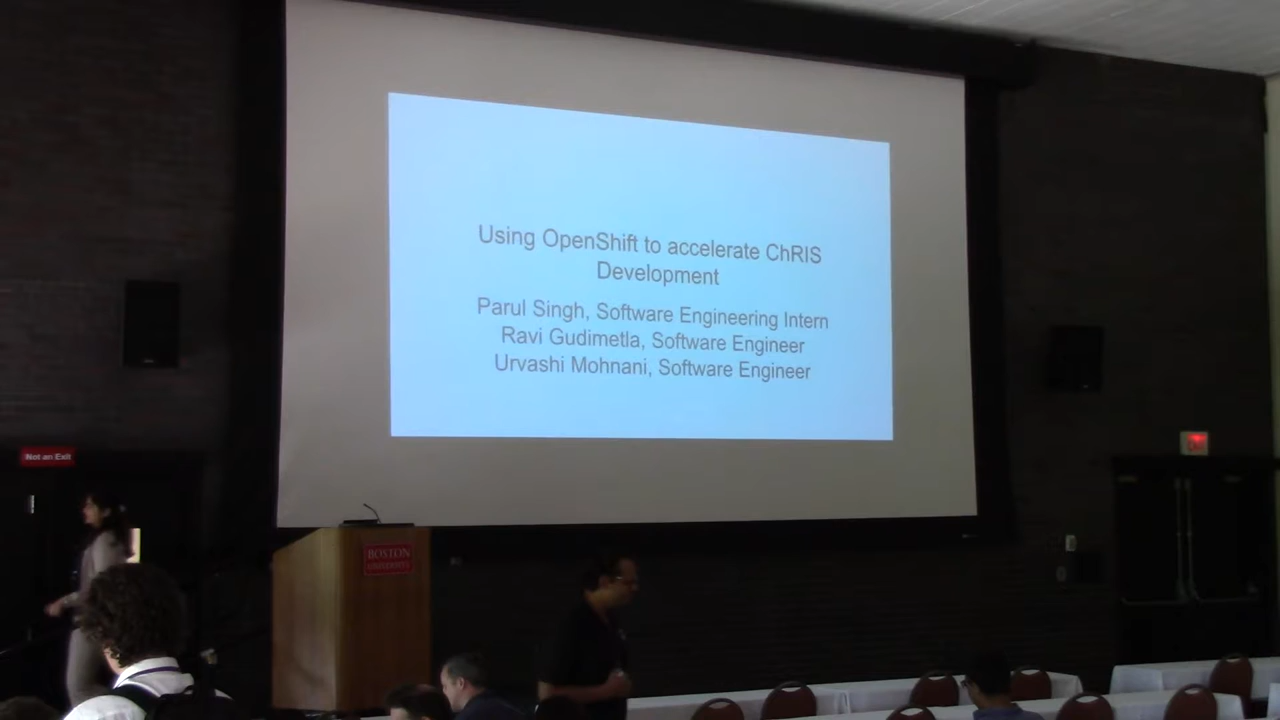 Using OpenShift to accelerate ChRIS
Development
Parul Singh, Software Engineering Intern
Ravi Gudimetla, Software Engineer
Urvashi Mohnani, Software Engineer
Not an Exit
BOSTON
UNIVERSITY